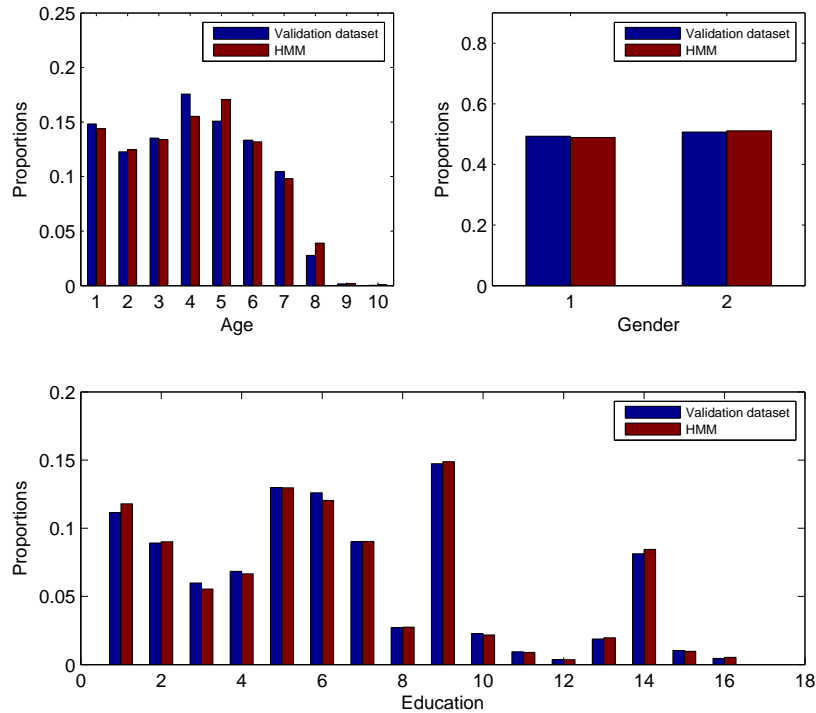 0.25
0.2
0.15
0.1
0.05
0
Proportions
Validation dataset
HMM
1 2 3 4 5 6 7 8 9 10
Age
0.8
0.6
0.4
0.2
0
Proportions
Validation dataset
HMM
1 2
Gender
0.2
0.15
0.1
0.05
0
Proportions
Validation dataset
HMM
0 2 4 6 8 10 12 14 16 18
Education